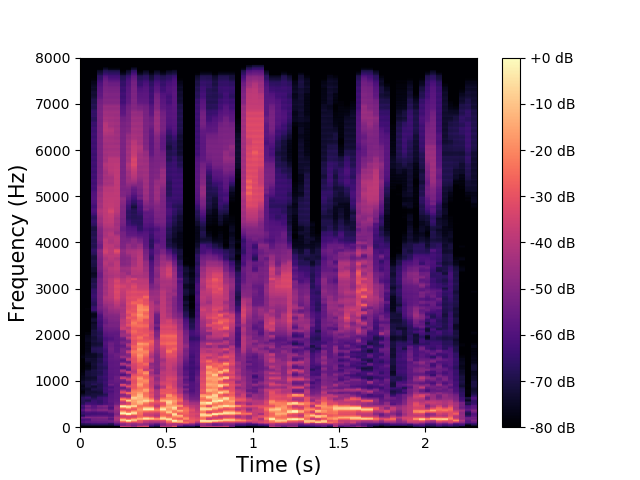 8000
7000
6000
5000
4000
3000
2000
1000
0
Frequency (Hz)
0 0.5 1 1.5 2
Time (s)
+0 dB
-10 dB
-20 dB
-30 dB
-40 dB
-50 dB
-60 dB
-70 dB
-80 dB